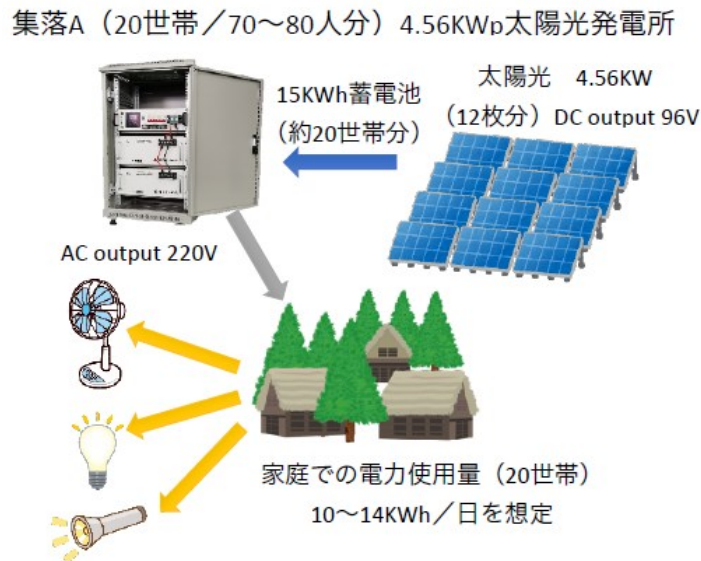 集落A（20世帯／70～80人分）4.56KWp太陽光発電所
15KWh蓄電池
（約20世帯分）
太陽光　4.56KW
（12枚分）DC output 96V
AC output 220V
家庭での電力使用量（20世帯）
10～14KWh／日を想定